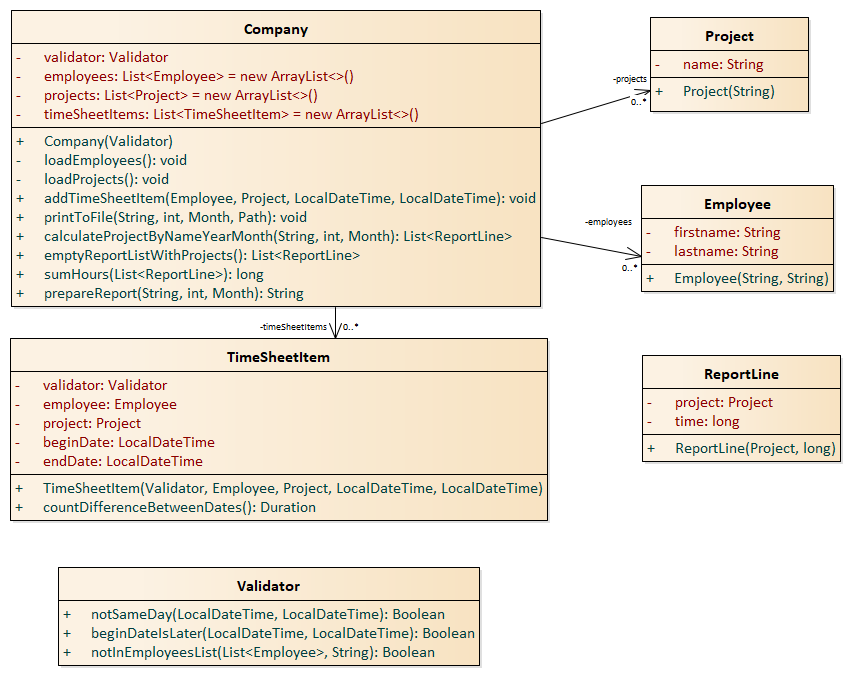 Company
- validator: Validator
- employees: List<Employee> = new ArrayList<>()
- projects: List<Project> = new ArrayList<>()
- timeSheetItems: List<TimeSheetItem> = new ArrayList<>()
+ Company(Validator)
- loadEmployees(): void
- loadProjects(): void
+ addTimeSheetItem(Employee, Project, LocalDateTime, LocalDateTime): void
+ printToFile(String, int, Month, Path): void
+ calculateProjectByNameYearMonth(String, int, Month): List<ReportLine>
+ emptyReportListWithProjects(): List<ReportLine>
+ sumHours(List<ReportLine>): long
+ prepareReport(String, int, Month): String
-projects
0..*
Project
- name: String
+ Project(String)
-employees
0..*
Employee
- firstname: String
- lastname: String
+ Employee(String, String)
-timeSheetItems 0..*
TimeSheetItem
- validator: Validator
- employee: Employee
- project: Project
- beginDate: LocalDateTime
- endDate: LocalDateTime
+ TimeSheetItem(Validator, Employee, Project, LocalDateTime, LocalDateTime)
+ countDifferenceBetweenDates(): Duration
ReportLine
- project: Project
- time: long
+ ReportLine(Project, long)
Validator
+ notSameDay(LocalDateTime, LocalDateTime): Boolean
+ beginDateIsLater(LocalDateTime, LocalDateTime): Boolean
+ notInEmployeesList(List<Employee>, String): Boolean